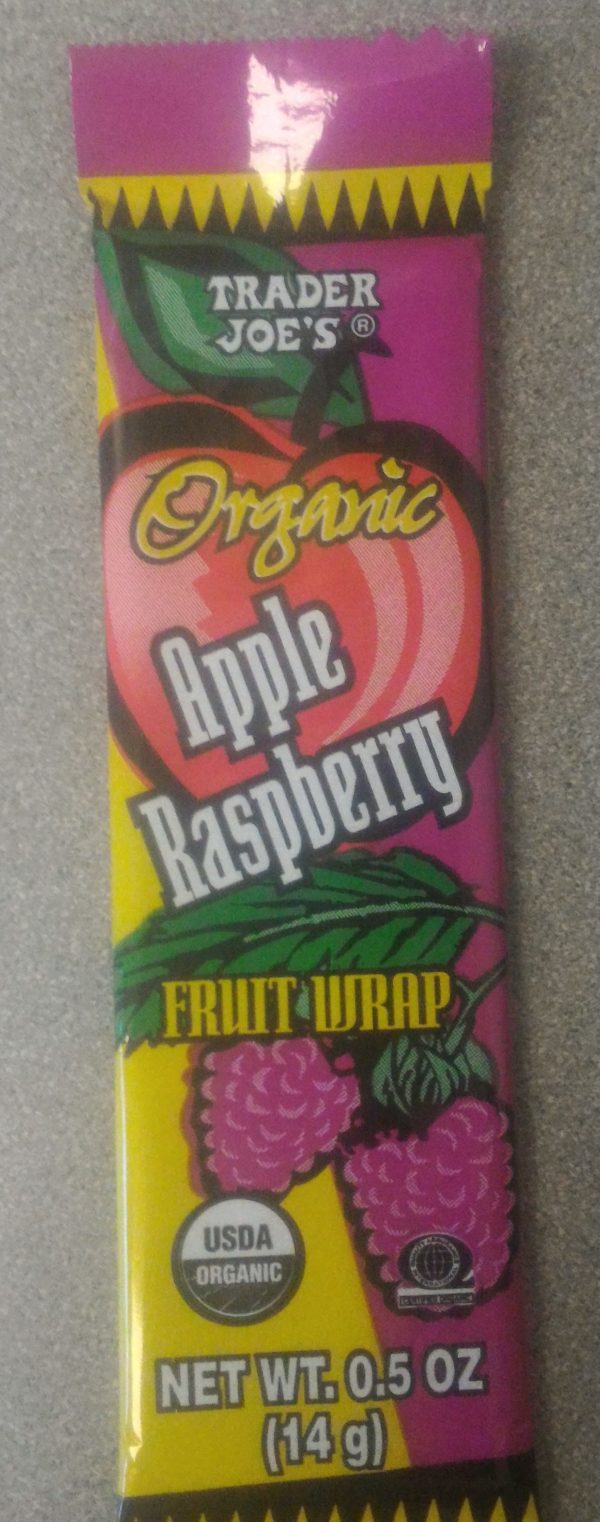 TRADER
JOE'S ®
Organic
Apple
Raspberry
FRUIT WRAP
USDA
ORGANIC
NET WT. 0.5 OZ
(14 g)